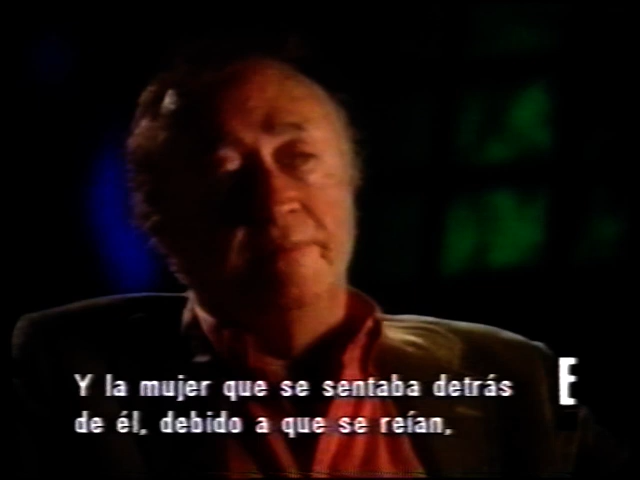 Y la mujer que se sentaba detrás
de él, debido a que se reían,
E